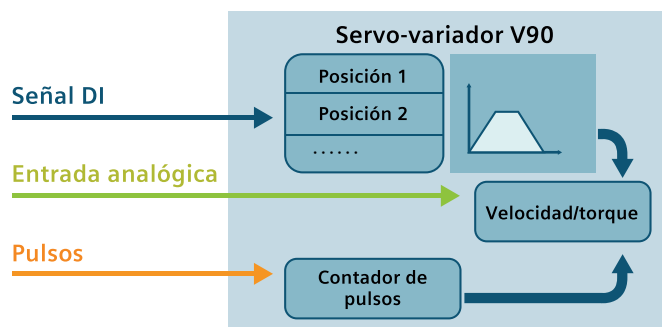 Servo-variador V90
Señal DI
Posición 1
Posición 2
......
Entrada analógica
Velocidad/torque
Pulsos
Contador de
pulsos